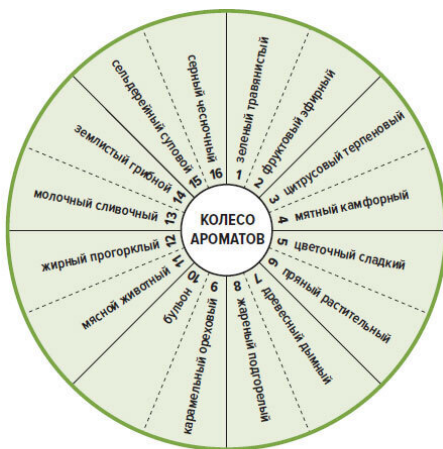 КОЛЕСО
АРОМАТОВ
1 зеленый травянистый
2 фруктовый эфирный
3 цитрусовый терпеновый
4 мятный камфорный
5 цветочный сладкий
6 пряный растительный
7 древесный дымный
8 жареный подгорелый
9 карамельный ореховый
10 бульон
11 мясной животный
12 жирный прогорклый
13 молочный сливочный
14 землистый грибной
15 сельдерейный суповой
16 серный чесночный